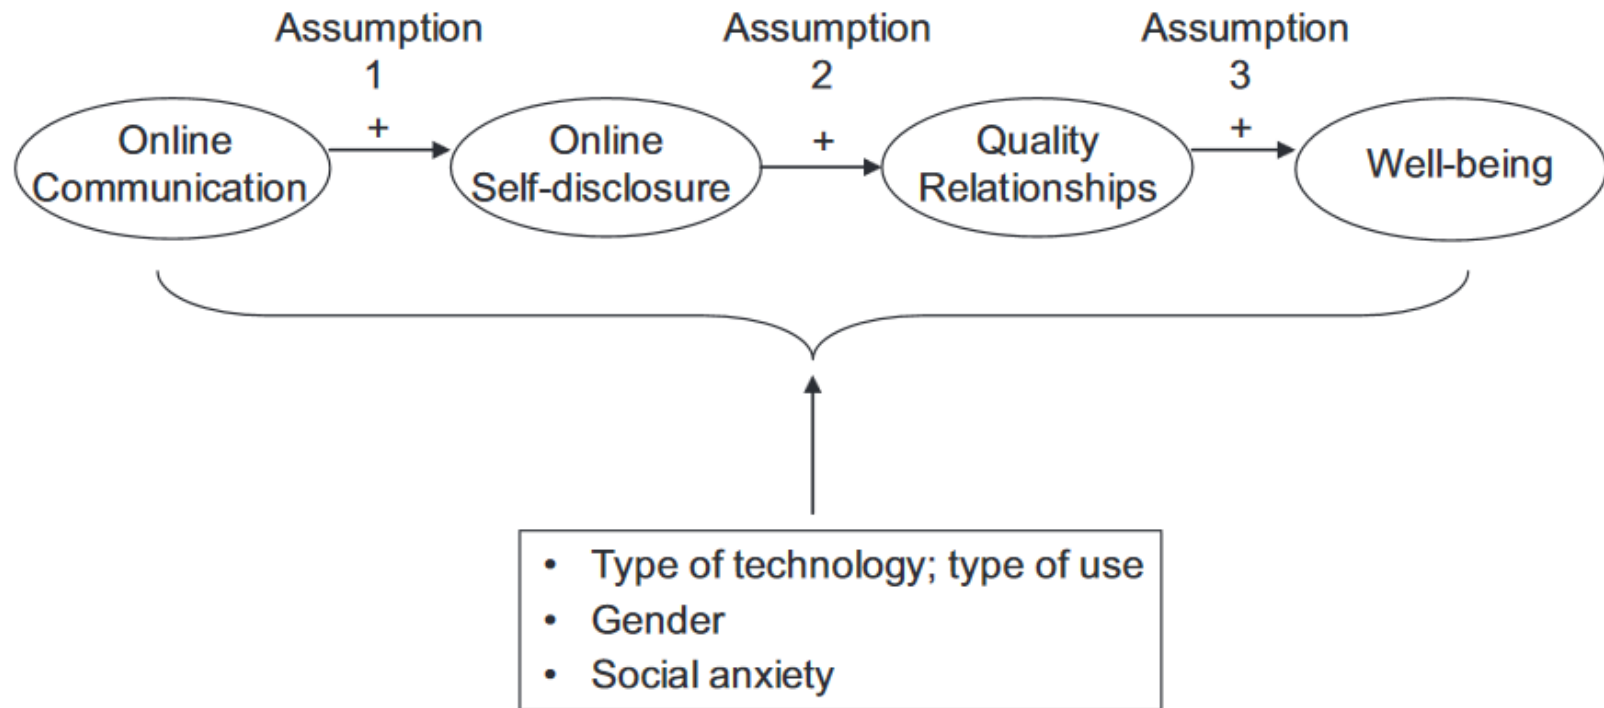 Assumption
1
+
Assumption
2
+
Assumption
3
+
Online
Communication
Online
Self-disclosure
Quality
Relationships
Well-being
• Type of technology; type of use
• Gender
• Social anxiety